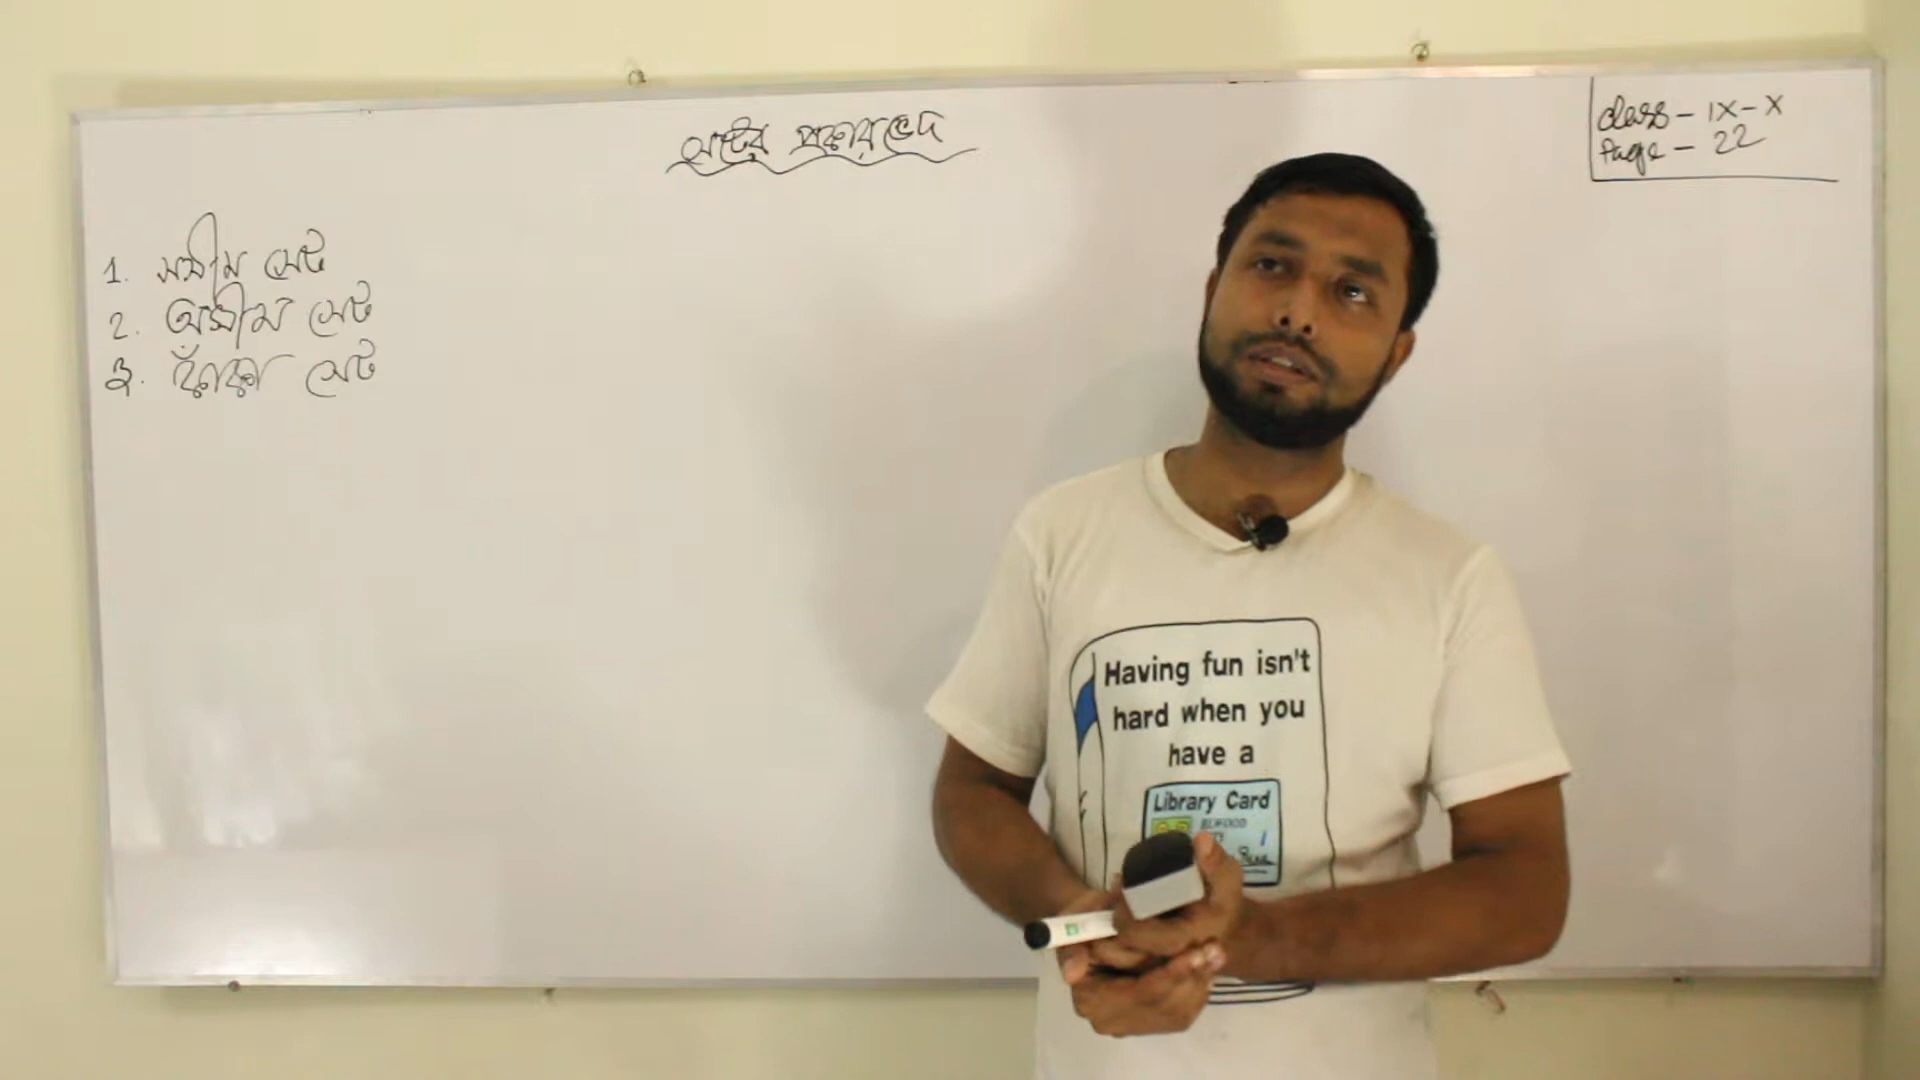 সেটের প্রকারভেদ
class - IX - X
Page - 22
1. সসীম সেট
2. অসীম সেট
3. ফাঁকা সেট
Having fun isn't
hard when you
have a
Library Card